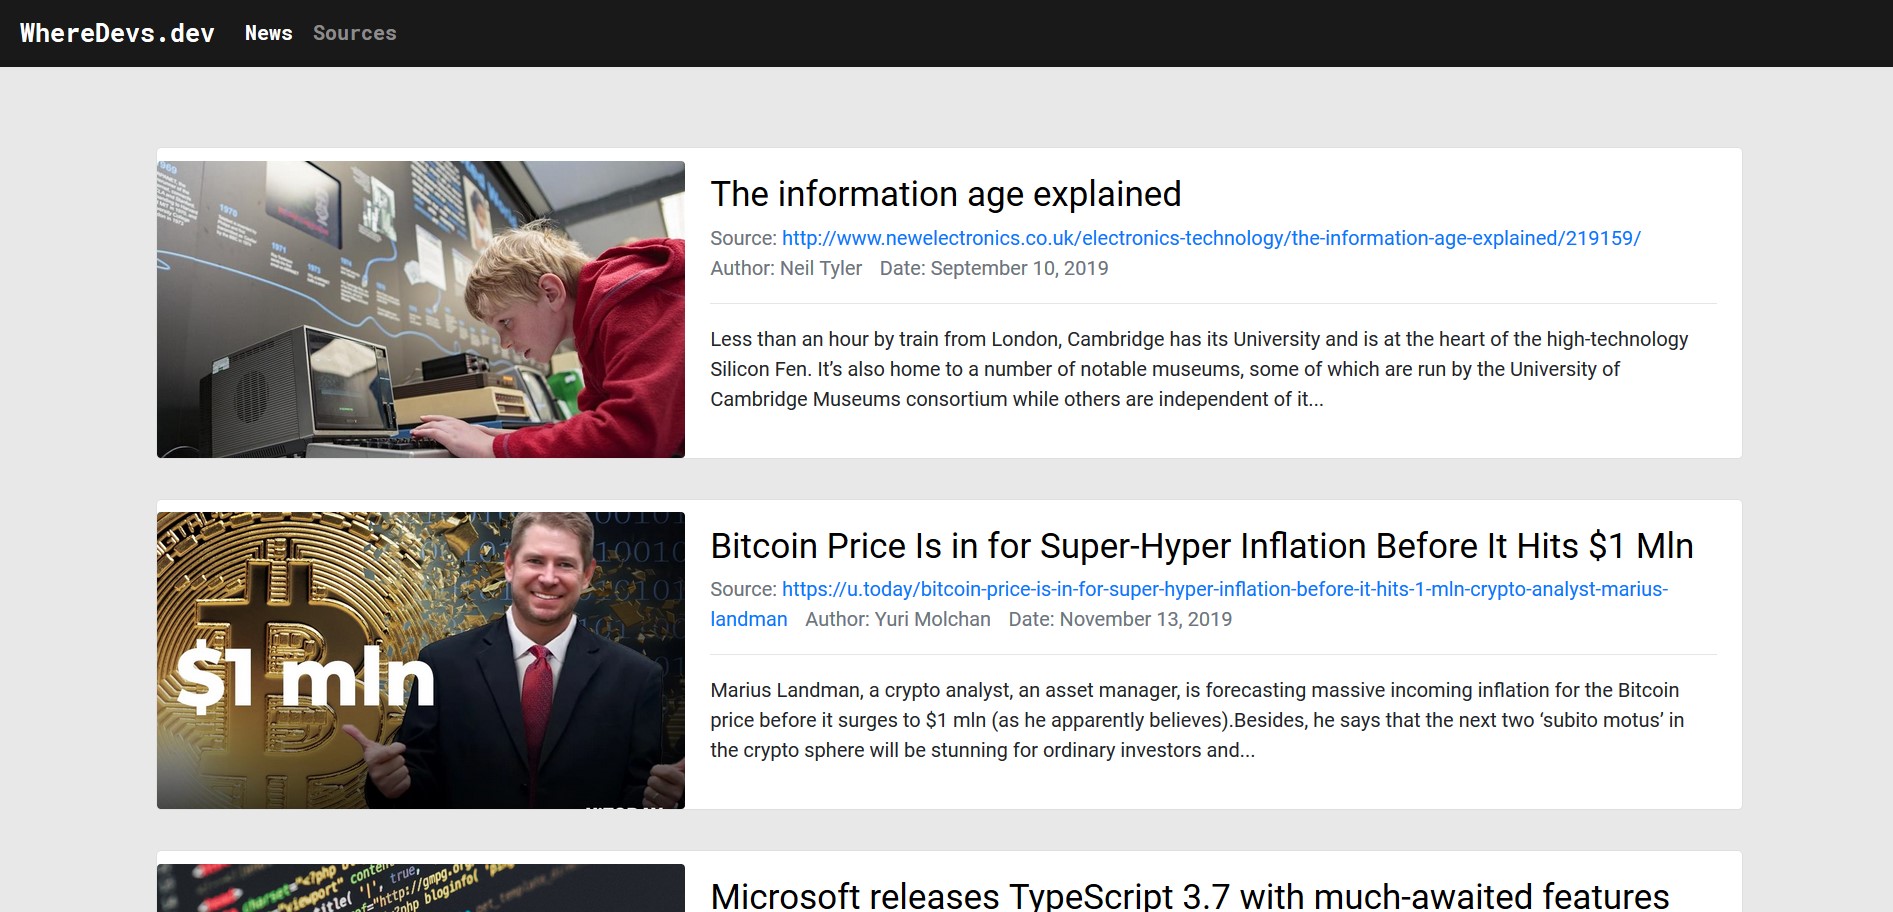 WhereDevs.dev News Sources
1970
1971
1973
The information age explained
Source: http://www.newelectronics.co.uk/electronics-technology/the-information-age-explained/219159/
Author: Neil Tyler Date: September 10, 2019
Less than an hour by train from London, Cambridge has its University and is at the heart of the high-technology
Silicon Fen. It’s also home to a number of notable museums, some of which are run by the University of
Cambridge Museums consortium while others are independent of it...
$1 mln
Bitcoin Price Is in for Super-Hyper Inflation Before It Hits $1 Mln
Source: https://u.today/bitcoin-price-is-in-for-super-hyper-inflation-before-it-hits-1-mln-crypto-analyst-marius-
landman Author: Yuri Molchan Date: November 13, 2019
Marius Landman, a crypto analyst, an asset manager, is forecasting massive incoming inflation for the Bitcoin
price before it surges to $1 mln (as he apparently believes).Besides, he says that the next two ‘subito motus’ in
the crypto sphere will be stunning for ordinary investors and...
Microsoft releases TypeScript 3.7 with much-awaited features